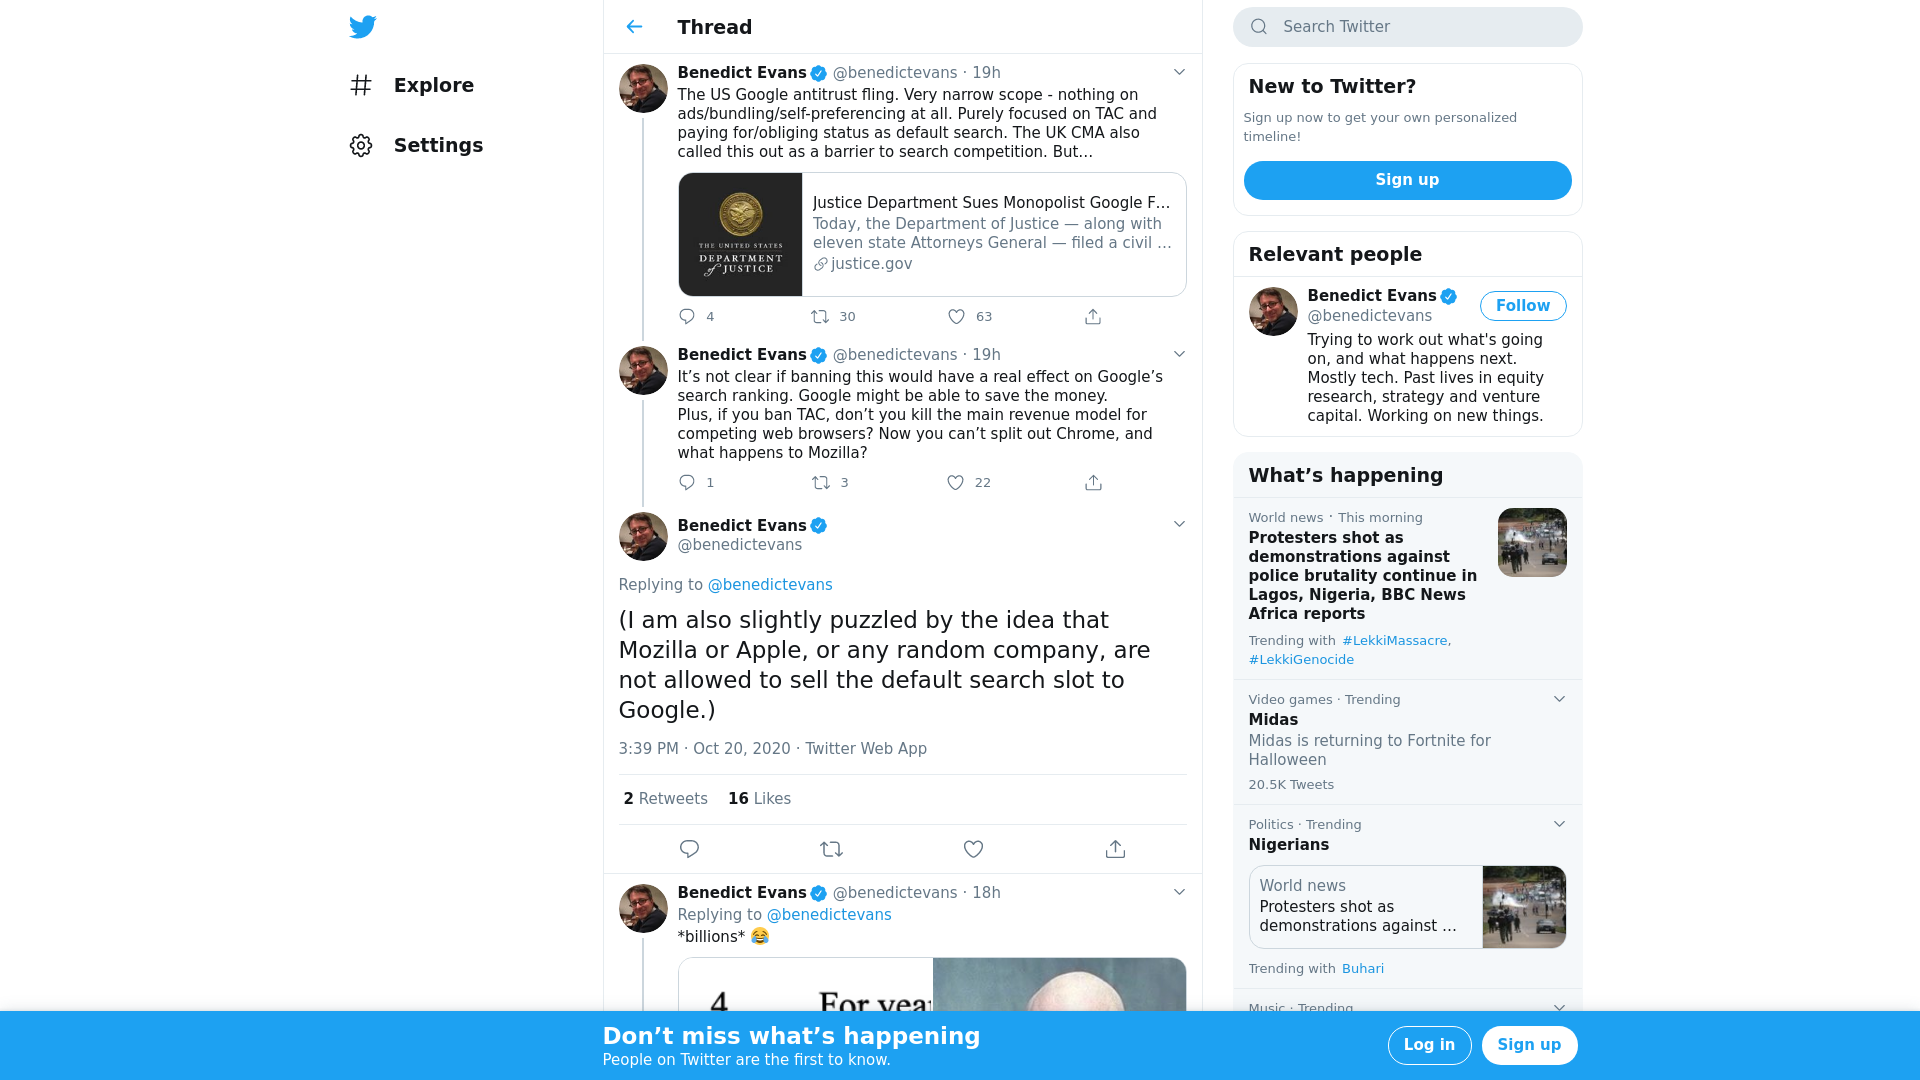 Explore
Settings
Thread
Benedict Evans @benedictevans · 19h
The US Google antitrust fling. Very narrow scope - nothing on
ads/bundling/self-preferencing at all. Purely focused on TAC and
paying for/obliging status as default search. The UK CMA also
called this out as a barrier to search competition. But…
THE UNITED STATES
DEPARTMENT
of JUSTICE
Justice Department Sues Monopolist Google F…
Today, the Department of Justice — along with
eleven state Attorneys General — filed a civil …
justice.gov
4 30 63
Benedict Evans @benedictevans · 19h
It’s not clear if banning this would have a real effect on Google’s
search ranking. Google might be able to save the money.
Plus, if you ban TAC, don’t you kill the main revenue model for
competing web browsers? Now you can’t split out Chrome, and
what happens to Mozilla?
1 3 22
Benedict Evans
@benedictevans
Replying to @benedictevans
(I am also slightly puzzled by the idea that
Mozilla or Apple, or any random company, are
not allowed to sell the default search slot to
Google.)
3:39 PM · Oct 20, 2020 · Twitter Web App
2 Retweets 16 Likes
Benedict Evans @benedictevans · 18h
Replying to @benedictevans
*billions* 😂
4 For year
Search Twitter
New to Twitter?
Sign up now to get your own personalized
timeline!
Sign up
Relevant people
Benedict Evans
@benedictevans
Follow
Trying to work out what's going
on, and what happens next.
Mostly tech. Past lives in equity
research, strategy and venture
capital. Working on new things.
What’s happening
World news · This morning
Protesters shot as
demonstrations against
police brutality continue in
Lagos, Nigeria, BBC News
Africa reports
Trending with #LekkiMassacre,
#LekkiGenocide
Video games · Trending
Midas
Midas is returning to Fortnite for
Halloween
20.5K Tweets
Politics · Trending
Nigerians
World news
Protesters shot as
demonstrations against …
Trending with Buhari
Music · Trending
Don’t miss what’s happening
People on Twitter are the first to know.
Log in
Sign up